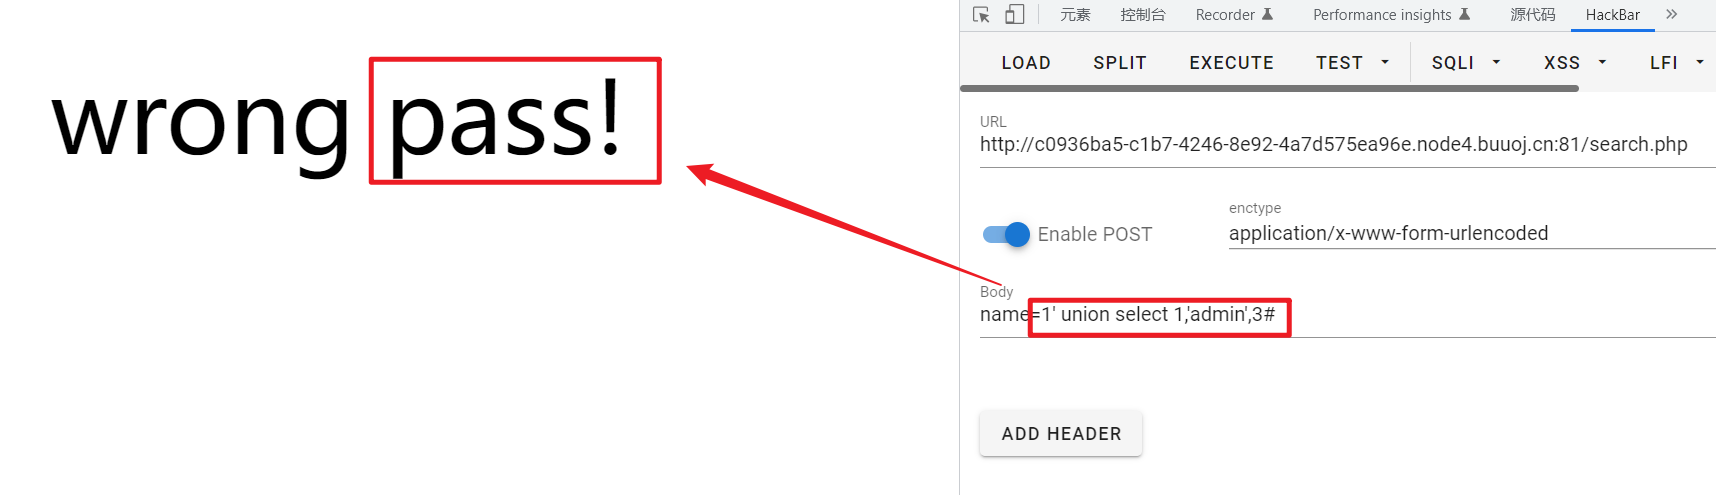 wrong pass!
元素 控制台 Recorder Performance insights 源代码 HackBar »
LOAD SPLIT EXECUTE TEST SQLI XSS LFI
URL
http://c0936ba5-c1b7-4246-8e92-4a7d575ea96e.node4.buuoj.cn:81/search.php
Enable POST
enctype
application/x-www-form-urlencoded
Body
name=1' union select 1,'admin',3#
ADD HEADER